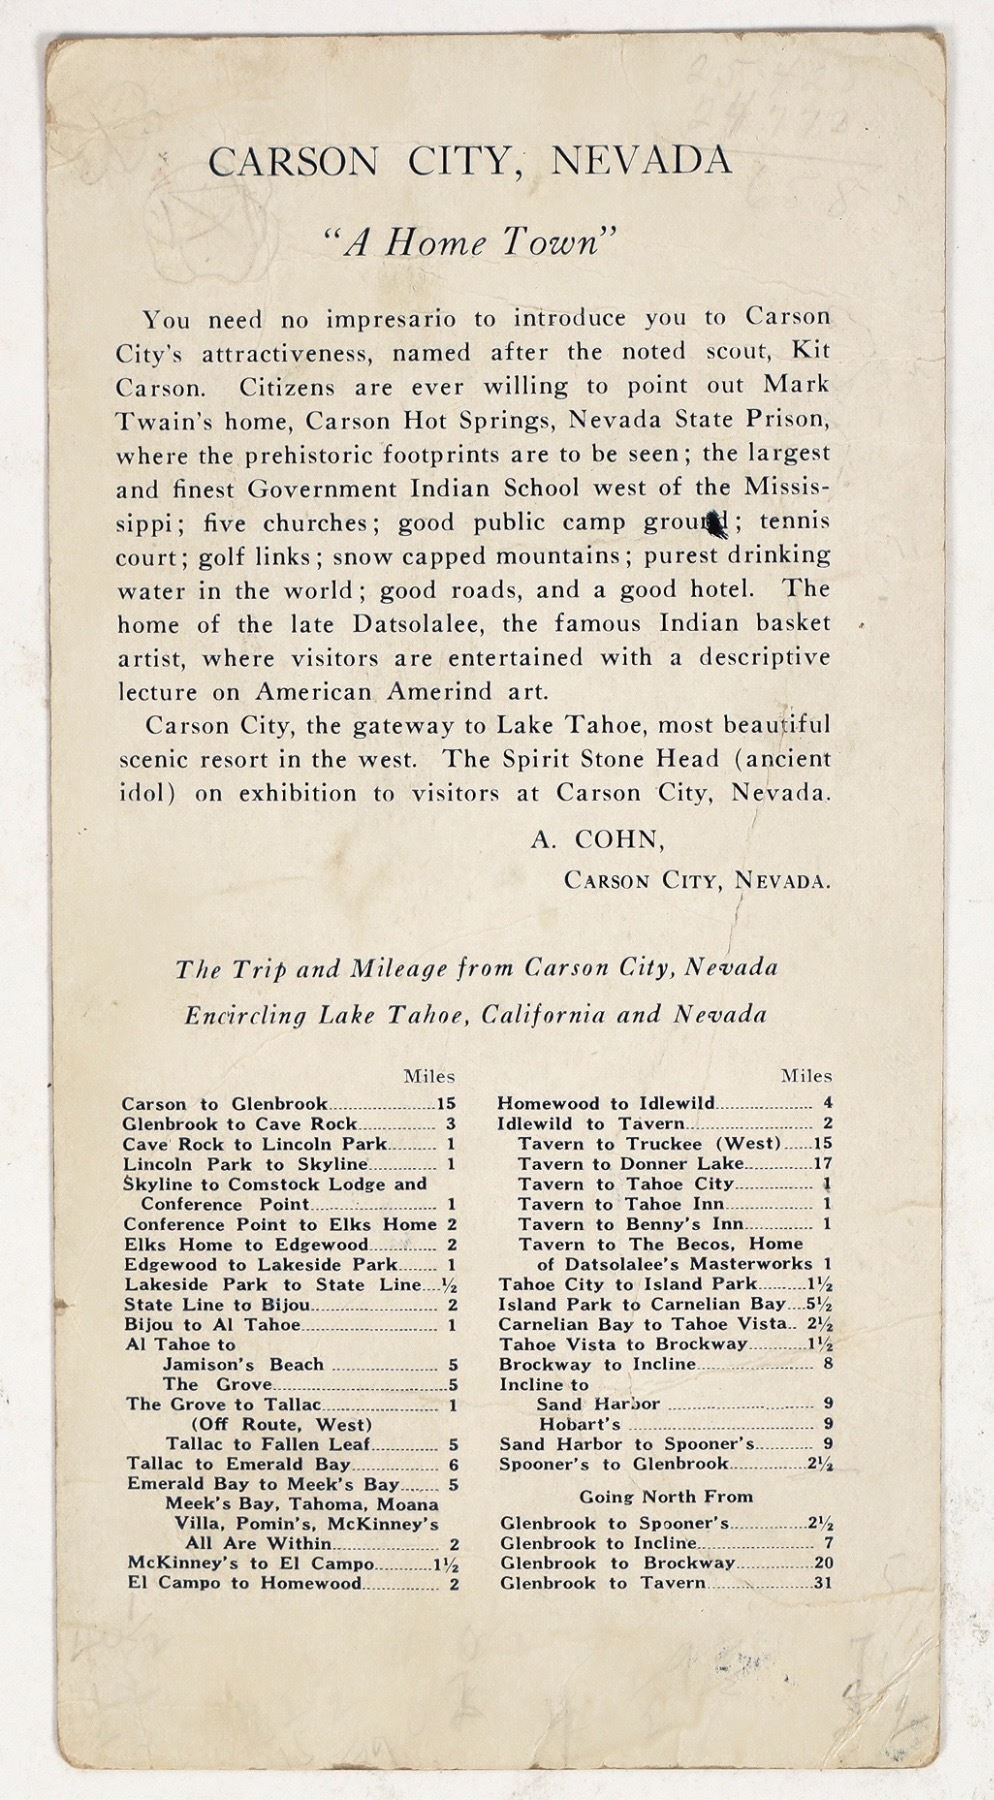 CARSON CITY, NEVADA
“A Home Town”
You need no impresario to introduce you to Carson
City's attractiveness, named after the noted scout, Kit
Carson. Citizens are ever willing to point out Mark
Twain's home, Carson Hot Springs, Nevada State Prison,
where the prehistoric footprints are to be seen; the largest
and finest Government Indian School west of the Missis-
sippi; five churches; good public camp ground; tennis
court; golf links; snow capped mountains; purest drinking
water in the world; good roads, and a good hotel. The
home of the late Datsolalee, the famous Indian basket
artist, where visitors are entertained with a descriptive
lecture on American Amerind art.
Carson City, the gateway to Lake Tahoe, most beautiful
scenic resort in the west. The Spirit Stone Head (ancient
idol) on exhibition to visitors at Carson City, Nevada.
A. COHN,
CARSON CITY, NEVADA.
The Trip and Mileage from Carson City, Nevada
Encircling Lake Tahoe, California and Nevada
Miles
Carson to Glenbrook 15
Glenbrook to Cave Rock 3
Cave Rock to Lincoln Park 1
Lincoln Park to Skyline 1
Skyline to Comstock Lodge and
Conference Point 1
Conference Point to Elks Home 2
Elks Home to Edgewood 2
Edgewood to Lakeside Park 1
Lakeside Park to State Line ½
State Line to Bijou 2
Bijou to Al Tahoe 1
Al Tahoe to
Jamison's Beach 5
The Grove 5
The Grove to Tallac 1
(Off Route, West)
Tallac to Fallen Leaf 5
Tallac to Emerald Bay 6
Emerald Bay to Meek's Bay 5
Meek's Bay, Tahoma, Moana
Villa, Pomin's, McKinney's
All Are Within 2
McKinney's to El Campo 1½
El Campo to Homewood 2
Miles
Homewood to Idlewild 4
Idlewild to Tavern 2
Tavern to Truckee (West) 15
Tavern to Donner Lake 17
Tavern to Tahoe City 1
Tavern to Tahoe Inn 1
Tavern to Benny's Inn 1
Tavern to The Becos, Home
of Datsolalee's Masterworks 1
Tahoe City to Island Park 1½
Island Park to Carnelian Bay 5½
Carnelian Bay to Tahoe Vista 2½
Tahoe Vista to Brockway 1½
Brockway to Incline 8
Incline to
Sand Harbor 9
Hobart's 9
Sand Harbor to Spooner's 9
Spooner's to Glenbrook 2½
Going North From
Glenbrook to Spooner's 2½
Glenbrook to Incline 7
Glenbrook to Brockway 20
Glenbrook to Tavern 31